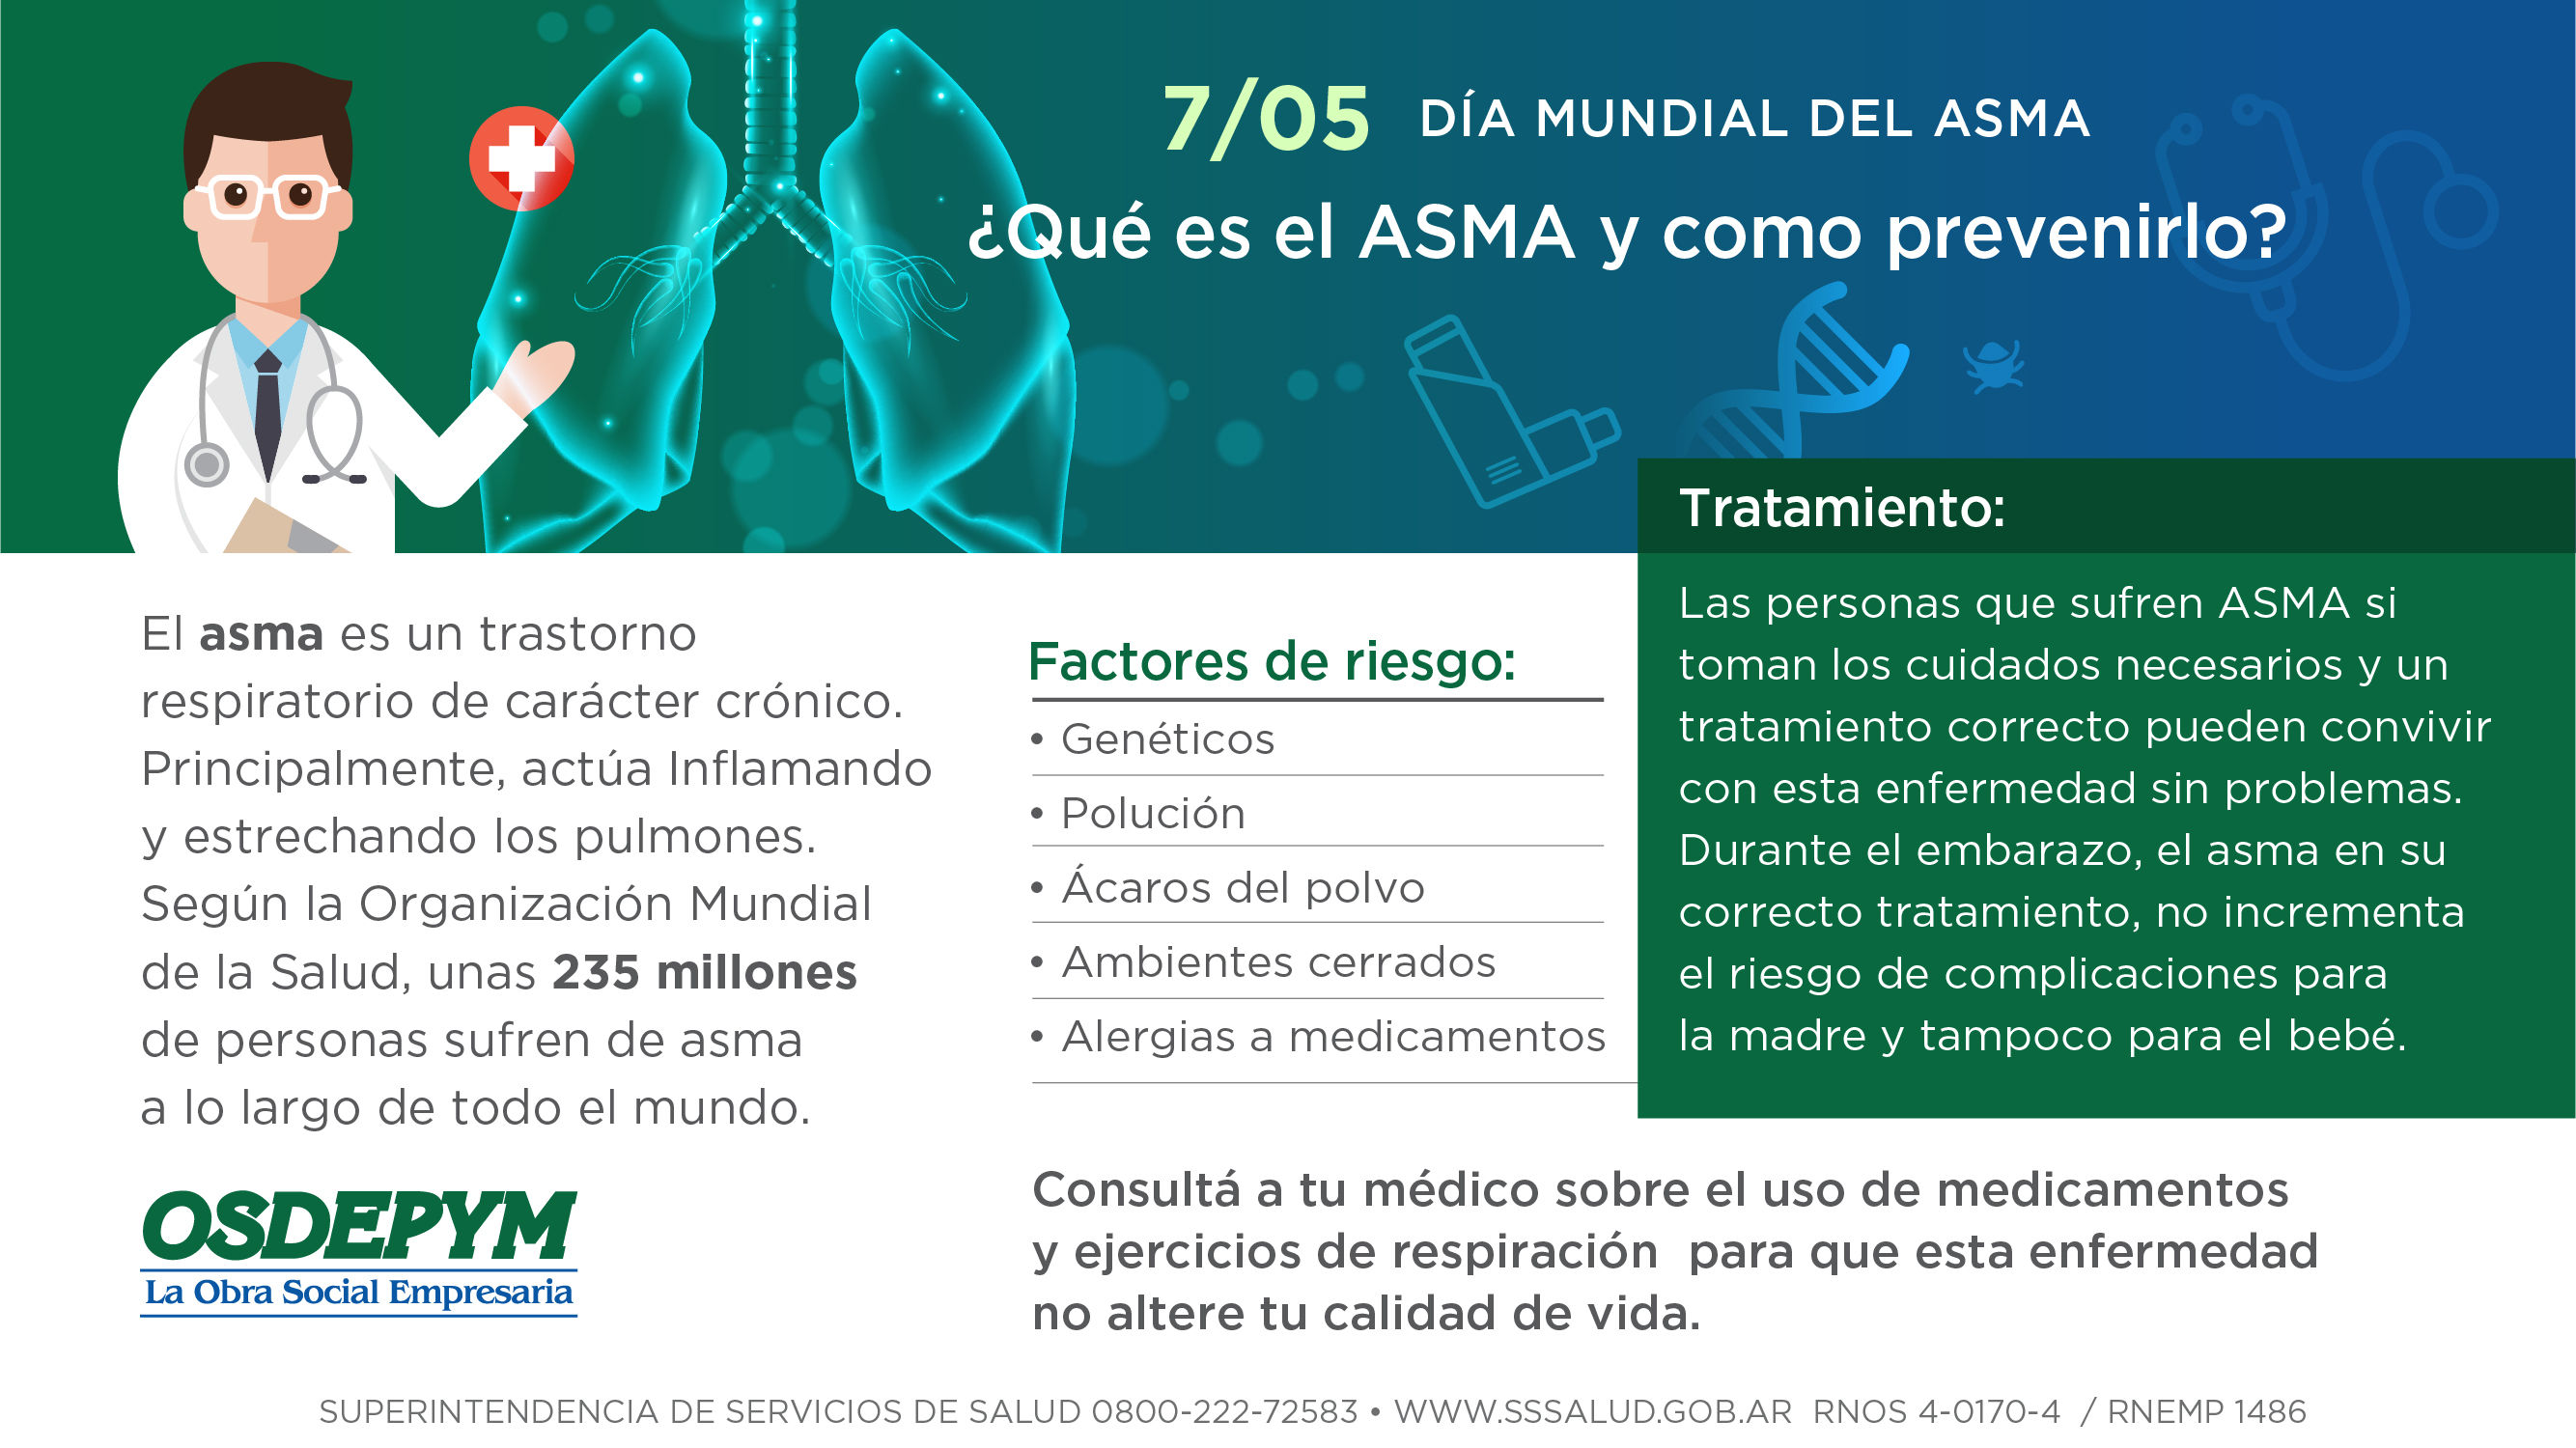 7/05 DÍA MUNDIAL DEL ASMA
¿Qué es el ASMA y como prevenirlo?
El asma es un trastorno
respiratorio de carácter crónico.
Principalmente, actúa Inflamando
y estrechando los pulmones.
Según la Organización Mundial
de la Salud, unas 235 millones
de personas sufren de asma
a lo largo de todo el mundo.
Factores de riesgo:
• Genéticos
• Polución
• Ácaros del polvo
• Ambientes cerrados
• Alergias a medicamentos
Tratamiento:
Las personas que sufren ASMA si
toman los cuidados necesarios y un
tratamiento correcto pueden convivir
con esta enfermedad sin problemas.
Durante el embarazo, el asma en su
correcto tratamiento, no incrementa
el riesgo de complicaciones para
la madre y tampoco para el bebé.
Consultá a tu médico sobre el uso de medicamentos
y ejercicios de respiración para que esta enfermedad
no altere tu calidad de vida.
OSDEPYM
La Obra Social Empresaria
SUPERINTENDENCIA DE SERVICIOS DE SALUD 0800-222-72583 • WWW.SSSALUD.GOB.AR RNOS 4-0170-4 / RNEMP 1486